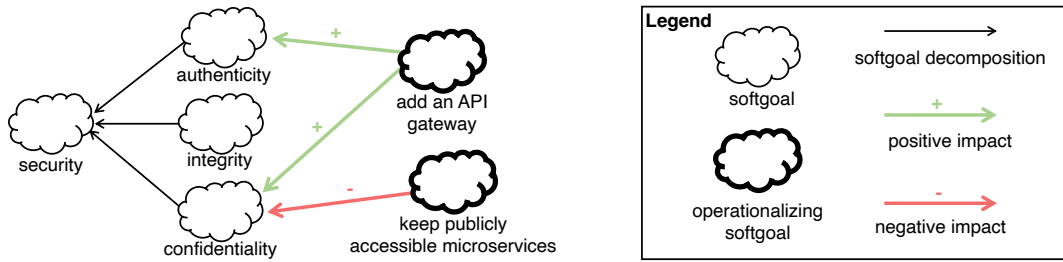 authenticity
+
add an API
gateway
+
security
integrity
-
confidentiality
keep publicly
accessible microservices
Legend
softgoal
softgoal decomposition
+
positive impact
operationalizing
softgoal
-
negative impact